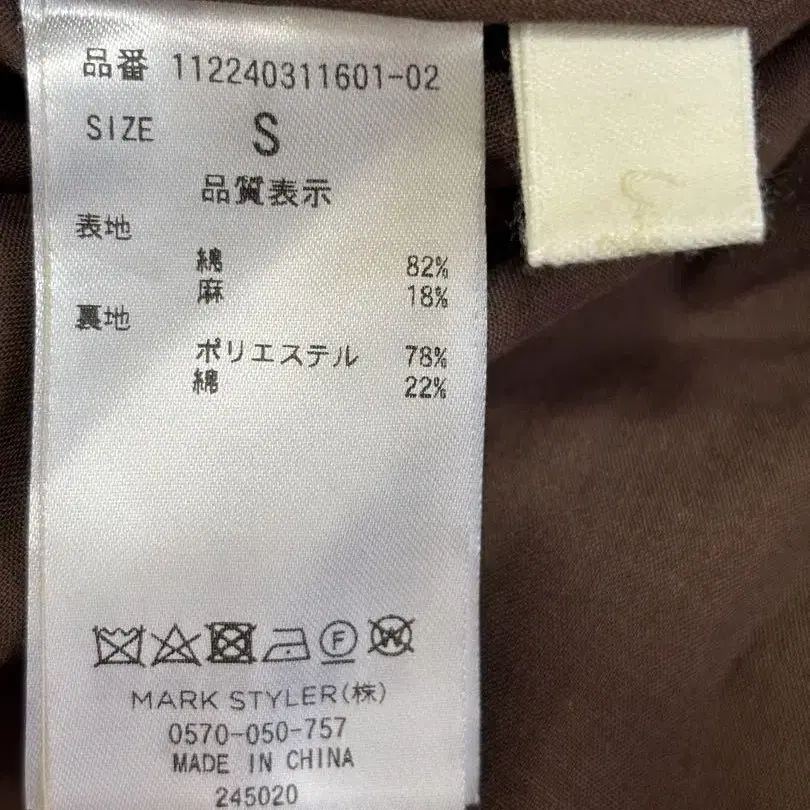 品番 112240311601-02
SIZE S
品質表示
表地
綿 82%
麻 18%
裏地
ポリエステル 78%
綿 22%
F W
MARK STYLER(株)
0570-050-757
MADE IN CHINA
245020